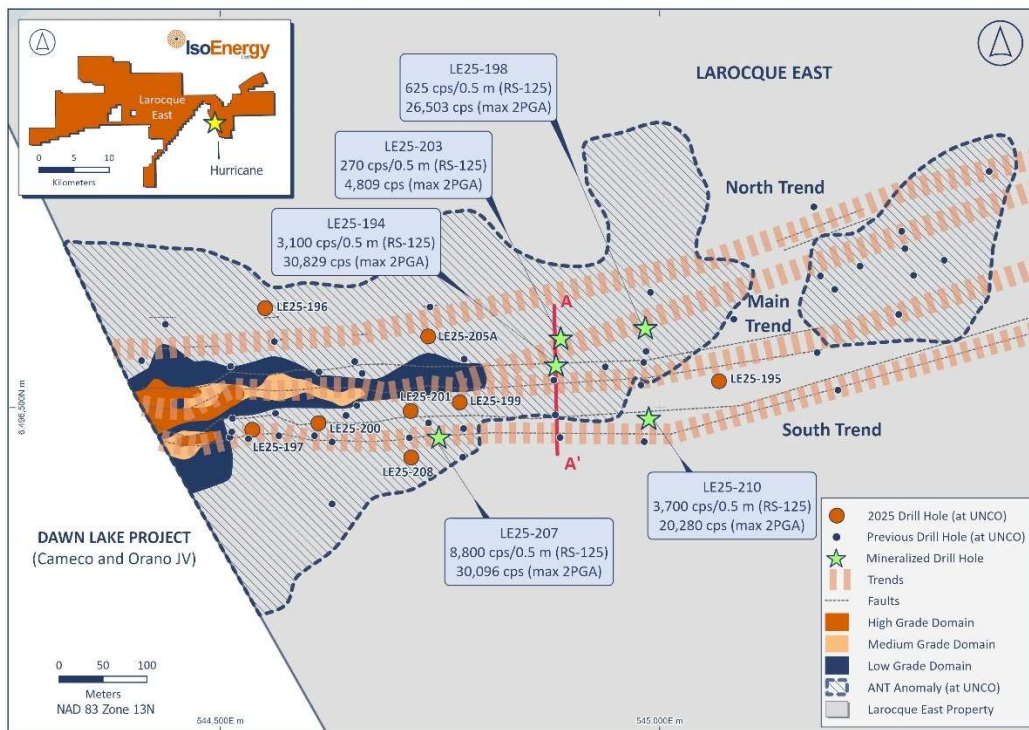 IsoEnergy
Larocque
East
Hurricane
0 5 10
Kilometers
LAROCQUE EAST
LE25-198
625 cps/0.5 m (RS-125)
26,503 cps (max 2PGA)
LE25-203
270 cps/0.5 m (RS-125)
4,809 cps (max 2PGA)
North Trend
LE25-194
3,100 cps/0.5 m (RS-125)
30,829 cps (max 2PGA)
LE25-196
A
Main
Trend
LE25-205A
LE25-195
LE25-201
LE25-199
6,496,500N m
LE25-200
LE25-197
South Trend
LE25-208
A'
LE25-210
3,700 cps/0.5 m (RS-125)
20,280 cps (max 2PGA)
LE25-207
8,800 cps/0.5 m (RS-125)
30,096 cps (max 2PGA)
DAWN LAKE PROJECT
(Cameco and Orano JV)
2025 Drill Hole (at UNCO)
Previous Drill Hole (at UNCO)
Mineralized Drill Hole
Trends
Faults
High Grade Domain
Medium Grade Domain
Low Grade Domain
ANT Anomaly (at UNCO)
Larocque East Property
0 50 100
Meters
NAD 83 Zone 13N
544,500E m
545,000E m